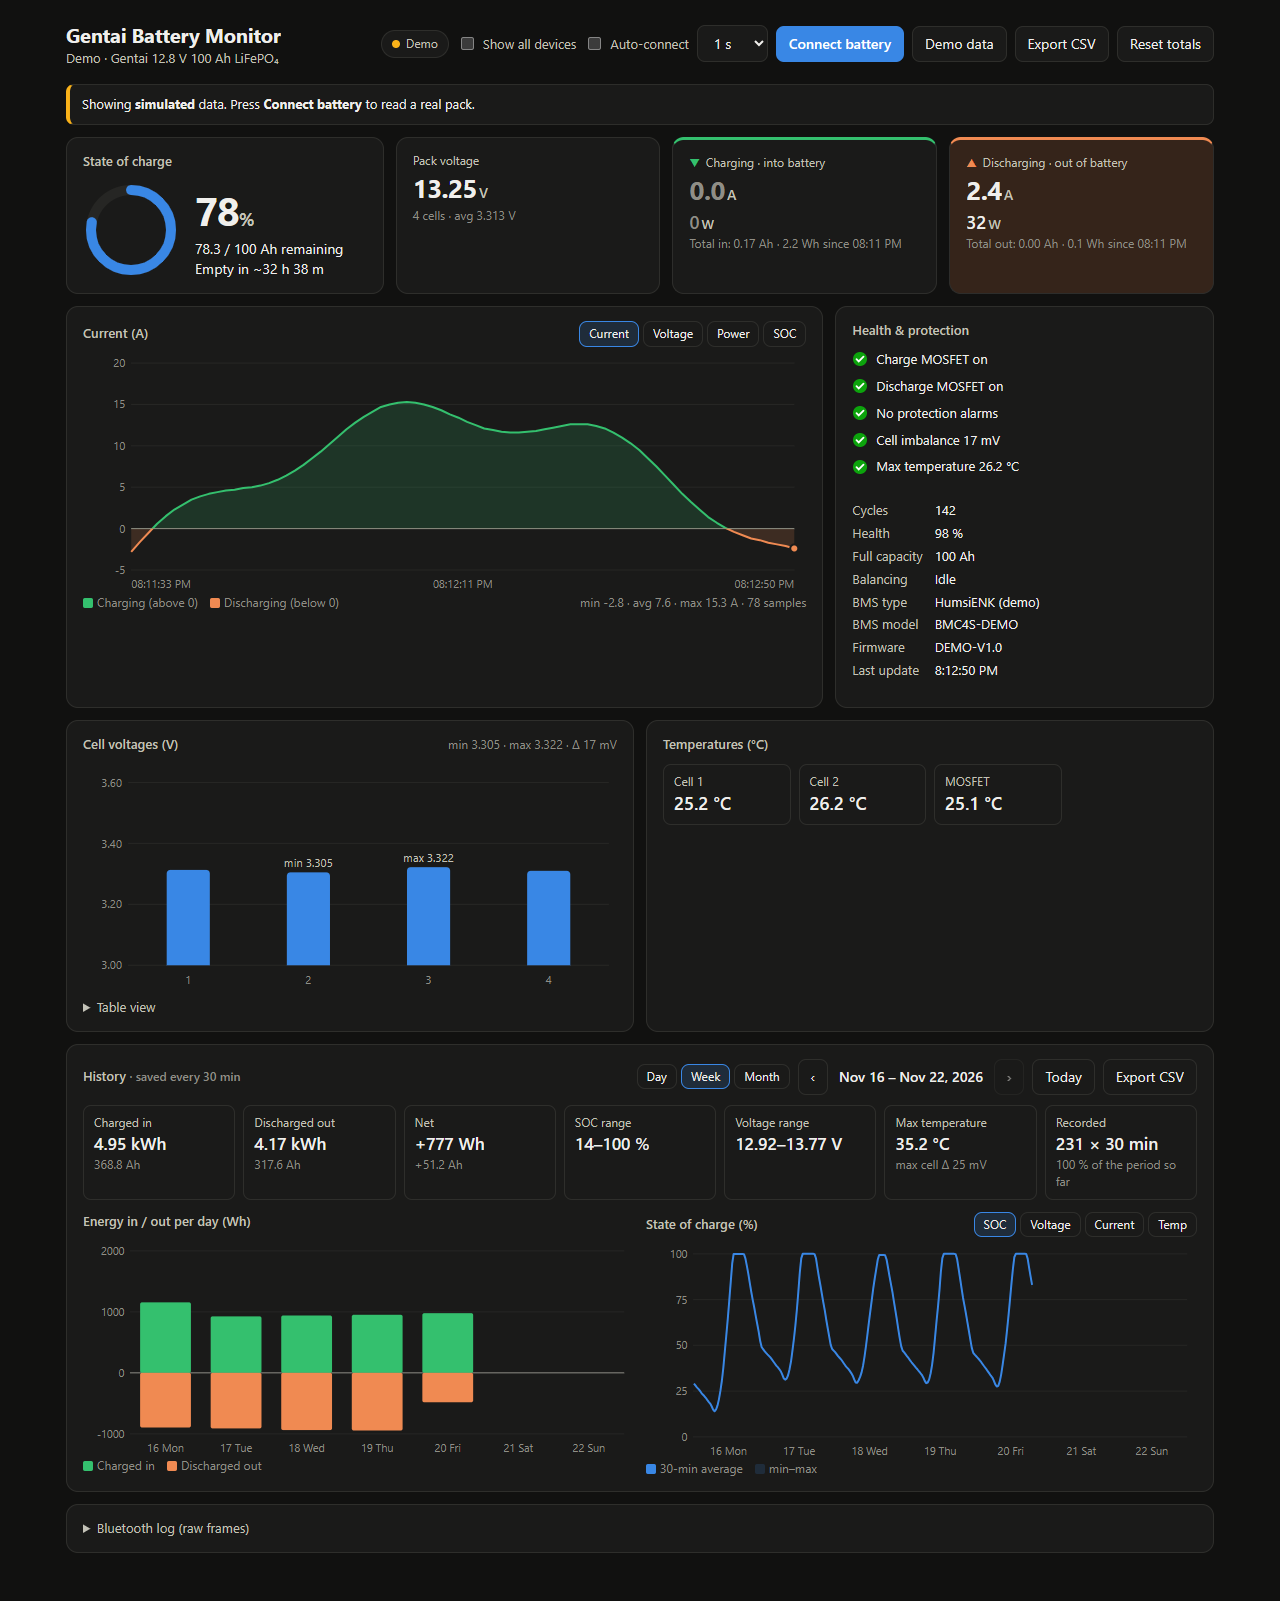 Gentai Battery Monitor
Demo · Gentai 12.8 V 100 Ah LiFePO₄
Demo
Show all devices
Auto-connect
1 s
Connect battery
Demo data
Export CSV
Reset totals
Showing simulated data. Press Connect battery to read a real pack.
State of charge
78%
78.3 / 100 Ah remaining
Empty in ~32 h 38 m
Pack voltage
13.25 V
4 cells · avg 3.313 V
▼ Charging · into battery
0.0 A
0 W
Total in: 0.17 Ah · 2.2 Wh since 08:11 PM
▲ Discharging · out of battery
2.4 A
32 W
Total out: 0.00 Ah · 0.1 Wh since 08:11 PM
Current (A)
Current
Voltage
Power
SOC
20
15
10
5
0
-5
08:11:33 PM
08:12:11 PM
08:12:50 PM
Charging (above 0)
Discharging (below 0)
min -2.8 · avg 7.6 · max 15.3 A · 78 samples
Health & protection
Charge MOSFET on
Discharge MOSFET on
No protection alarms
Cell imbalance 17 mV
Max temperature 26.2 °C
Cycles 142
Health 98 %
Full capacity 100 Ah
Balancing Idle
BMS type HumsiENK (demo)
BMS model BMC4S-DEMO
Firmware DEMO-V1.0
Last update 8:12:50 PM
Cell voltages (V)
min 3.305 · max 3.322 · Δ 17 mV
3.60
3.40
3.20
3.00
min 3.305
max 3.322
1
2
3
4
▶ Table view
Temperatures (°C)
Cell 1
25.2 °C
Cell 2
26.2 °C
MOSFET
25.1 °C
History · saved every 30 min
Day
Week
Month
‹
Nov 16 – Nov 22, 2026
›
Today
Export CSV
Charged in
4.95 kWh
368.8 Ah
Discharged out
4.17 kWh
317.6 Ah
Net
+777 Wh
+51.2 Ah
SOC range
14–100 %
Voltage range
12.92–13.77 V
Max temperature
35.2 °C
max cell Δ 25 mV
Recorded
231 × 30 min
100 % of the period so
far
Energy in / out per day (Wh)
2000
1000
0
-1000
16 Mon
17 Tue
18 Wed
19 Thu
20 Fri
21 Sat
22 Sun
Charged in
Discharged out
State of charge (%)
SOC
Voltage
Current
Temp
100
75
50
25
0
16 Mon
17 Tue
18 Wed
19 Thu
20 Fri
21 Sat
22 Sun
30-min average
min–max
▶ Bluetooth log (raw frames)